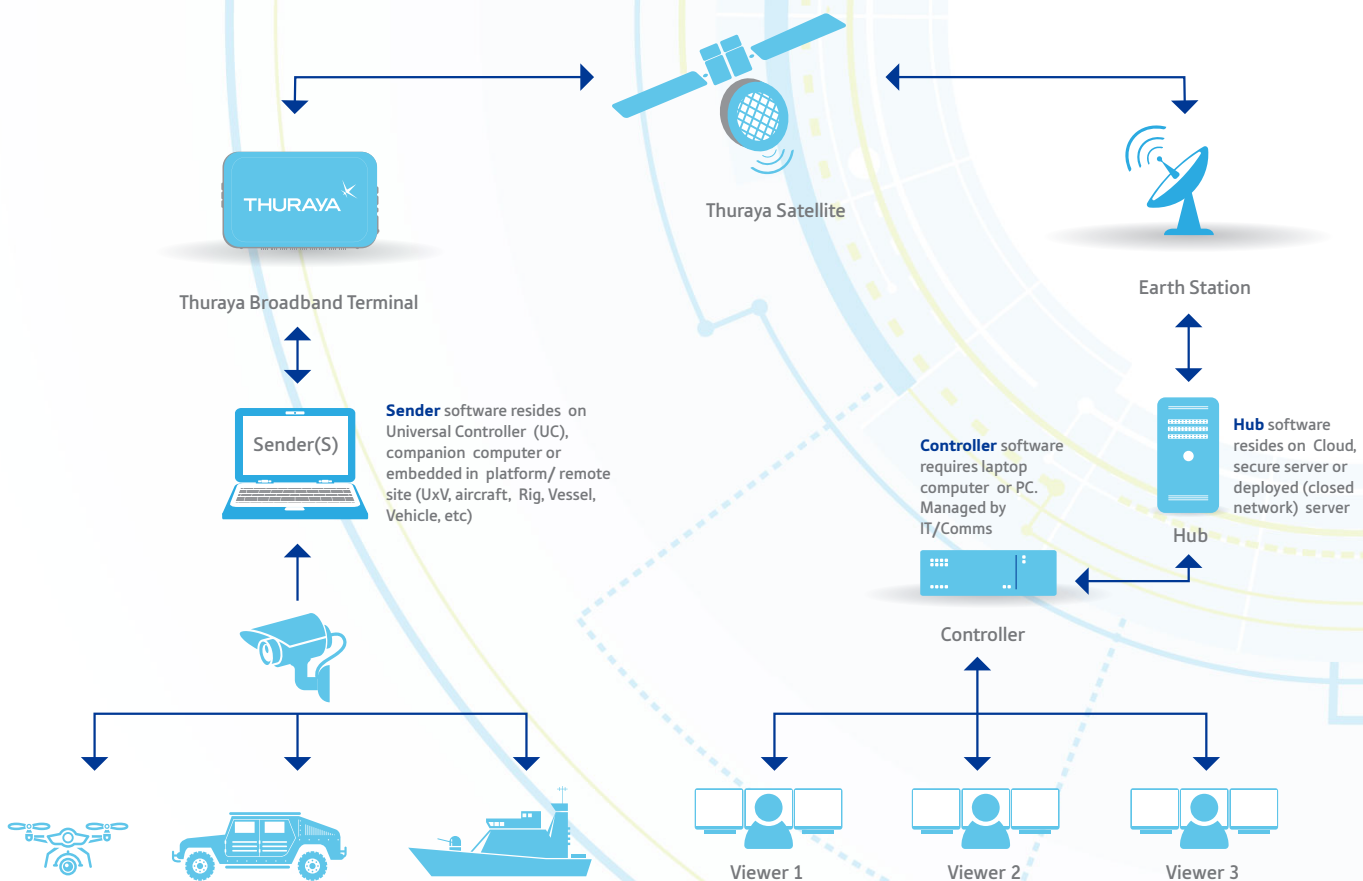 THURAYA
Thuraya Satellite
Thuraya Broadband Terminal
Earth Station
Sender(S)
Sender software resides on
Universal Controller (UC),
companion computer or
embedded in platform/ remote
site (UxV, aircraft, Rig, Vessel,
Vehicle, etc)
Controller software
requires laptop
computer or PC.
Managed by
IT/Comms
Hub software
resides on Cloud,
secure server or
deployed (closed
network) server
Hub
Controller
Viewer 1
Viewer 2
Viewer 3